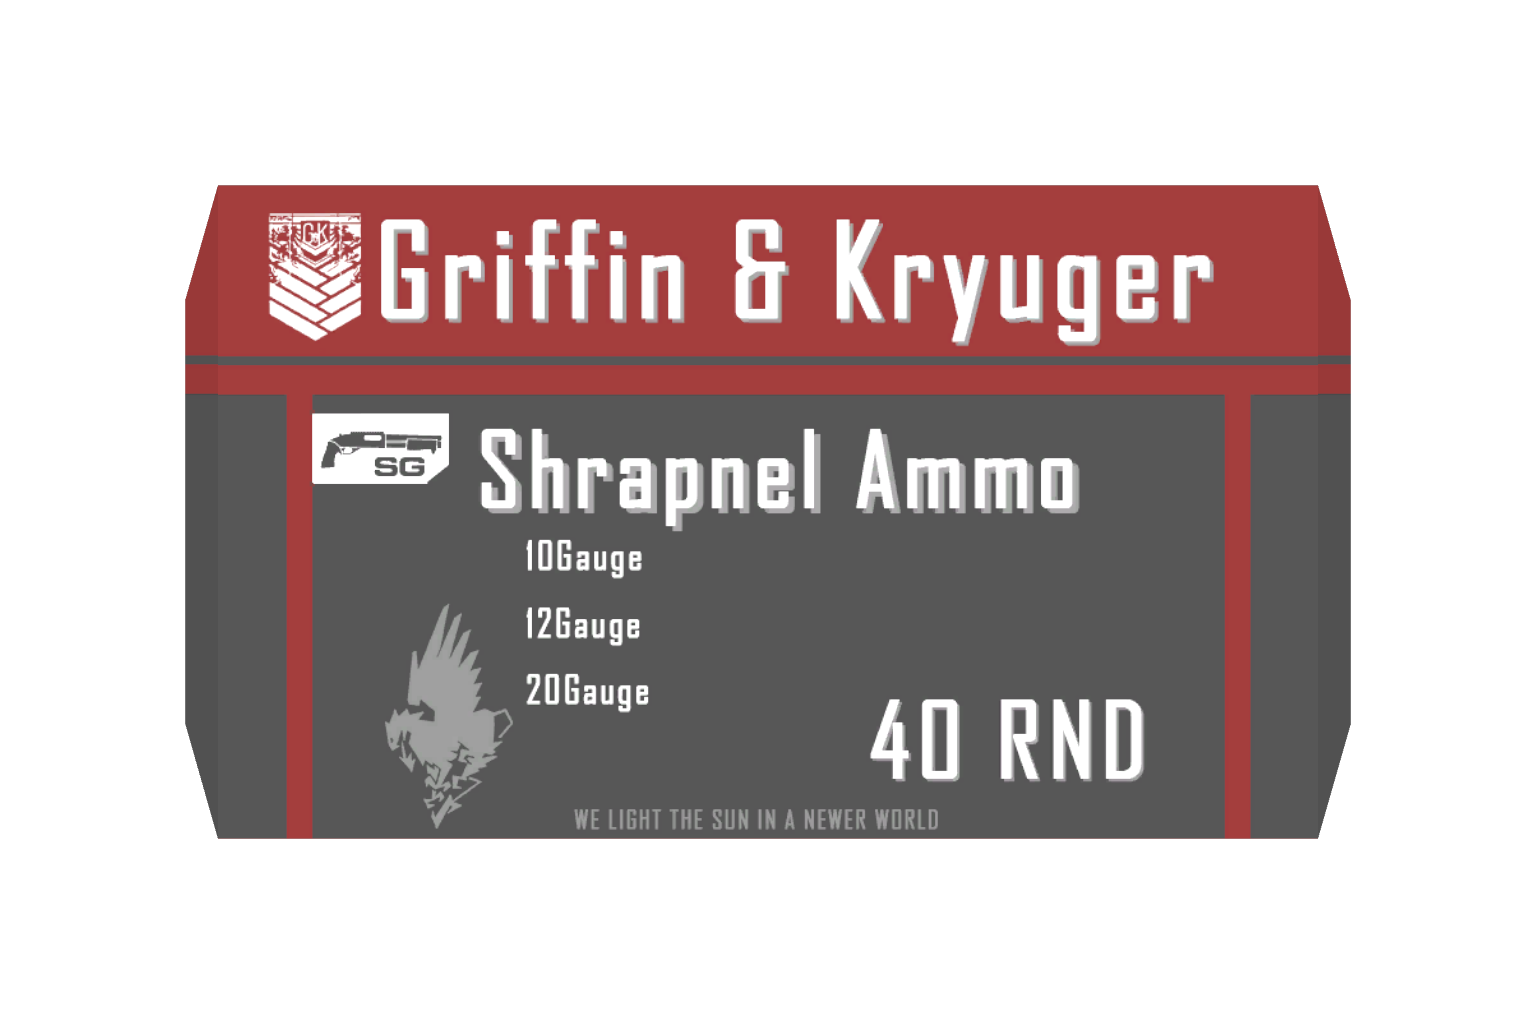 G&K
Griffin & Kryuger
SG
Shrapnel Ammo
10Gauge
12Gauge
20Gauge
40 RND
WE LIGHT THE SUN IN A NEWER WORLD